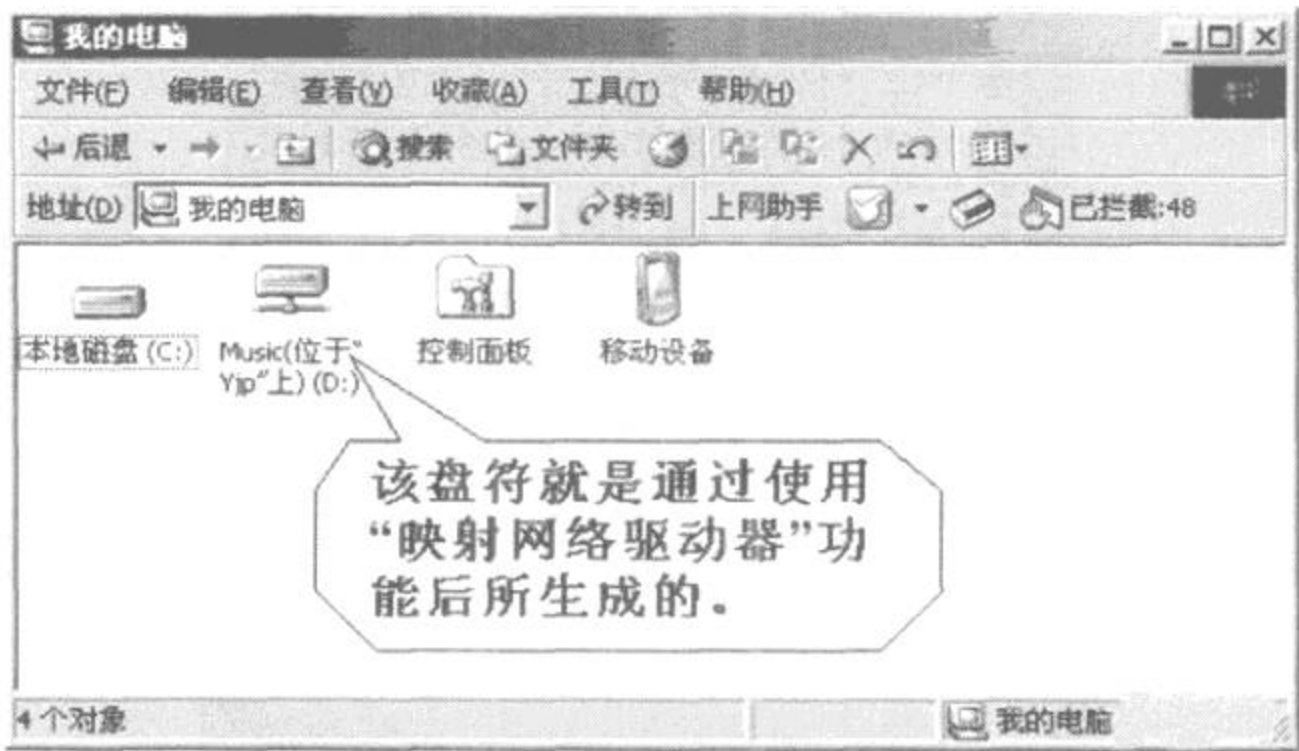 我的电脑
文件(F) 编辑(E) 查看(V) 收藏(A) 工具(T) 帮助(H)
后退 搜索 文件夹
地址(D) 我的电脑 转到 上网助手 已拦截:48
本地磁盘 (C:) Music(位于“ 控制面板 移动设备
Yjp”上) (D:)
该盘符就是通过使用
“映射网络驱动器”功
能后所生成的。
4 个对象 我的电脑